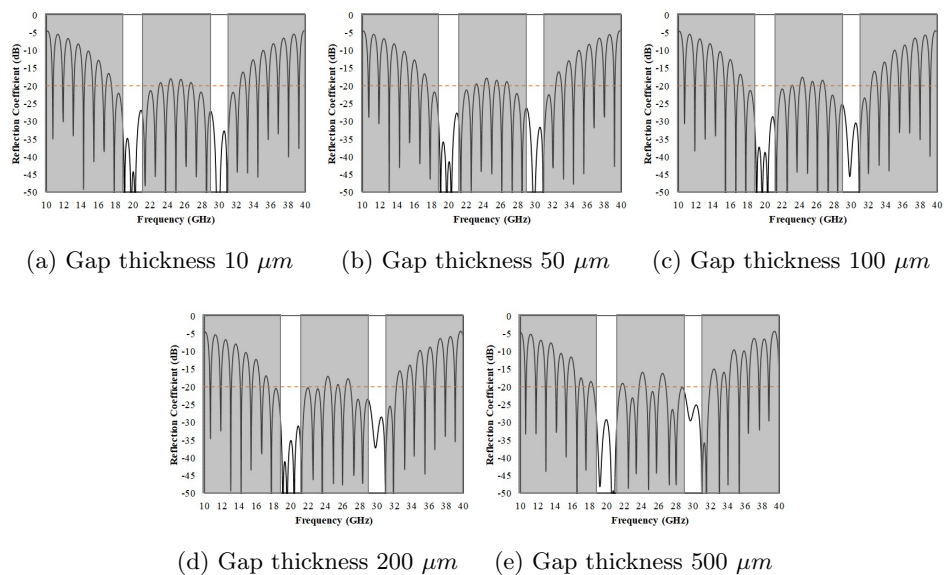 0
-5
-10
-15
-20
-25
-30
-35
-40
-45
-50
Reflection Coefficient (dB)
10 12 14 16 18 20 22 24 26 28 30 32 34 36 38 40
Frequency (GHz)
0
-5
-10
-15
-20
-25
-30
-35
-40
-45
-50
Reflection Coefficient (dB)
10 12 14 16 18 20 22 24 26 28 30 32 34 36 38 40
Frequency (GHz)
0
-5
-10
-15
-20
-25
-30
-35
-40
-45
-50
Reflection Coefficient (dB)
10 12 14 16 18 20 22 24 26 28 30 32 34 36 38 40
Frequency (GHz)
(a) Gap thickness 10 μm
(b) Gap thickness 50 μm
(c) Gap thickness 100 μm
0
-5
-10
-15
-20
-25
-30
-35
-40
-45
-50
Reflection Coefficient (dB)
10 12 14 16 18 20 22 24 26 28 30 32 34 36 38 40
Frequency (GHz)
0
-5
-10
-15
-20
-25
-30
-35
-40
-45
-50
Reflection Coefficient (dB)
10 12 14 16 18 20 22 24 26 28 30 32 34 36 38 40
Frequency (GHz)
(d) Gap thickness 200 μm
(e) Gap thickness 500 μm